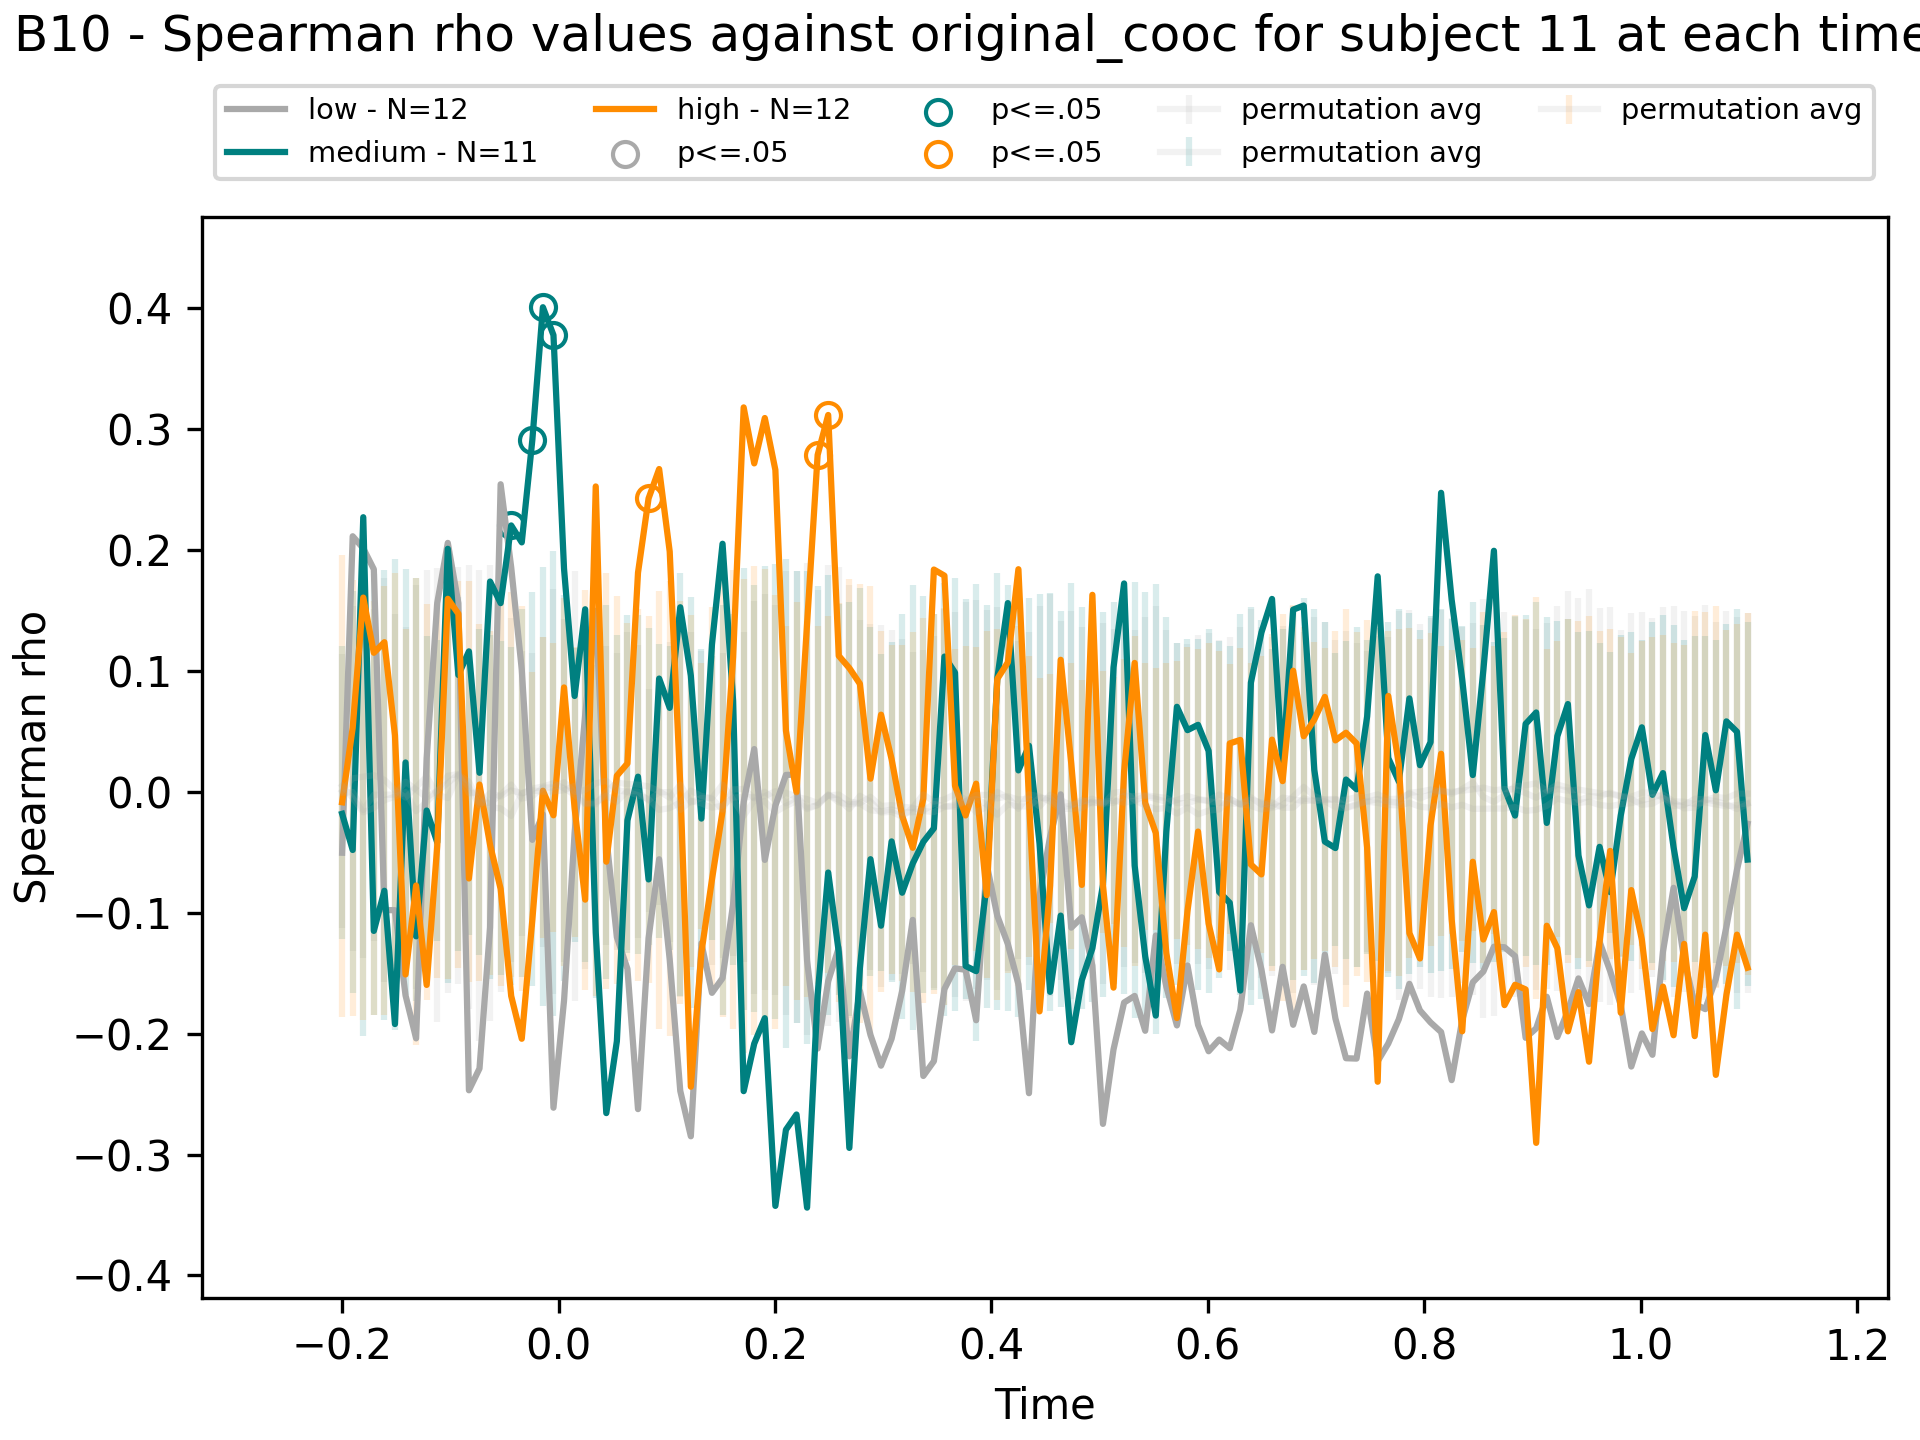 B10 - Spearman rho values against original_cooc for subject 11 at each time
low - N=12 high - N=12 p<=.05 permutation avg permutation avg
medium - N=11 p<=.05 p<=.05 permutation avg
0.4
0.3
0.2
0.1
0.0
−0.1
−0.2
−0.3
−0.4
Spearman rho
−0.2 0.0 0.2 0.4 0.6 0.8 1.0 1.2
Time